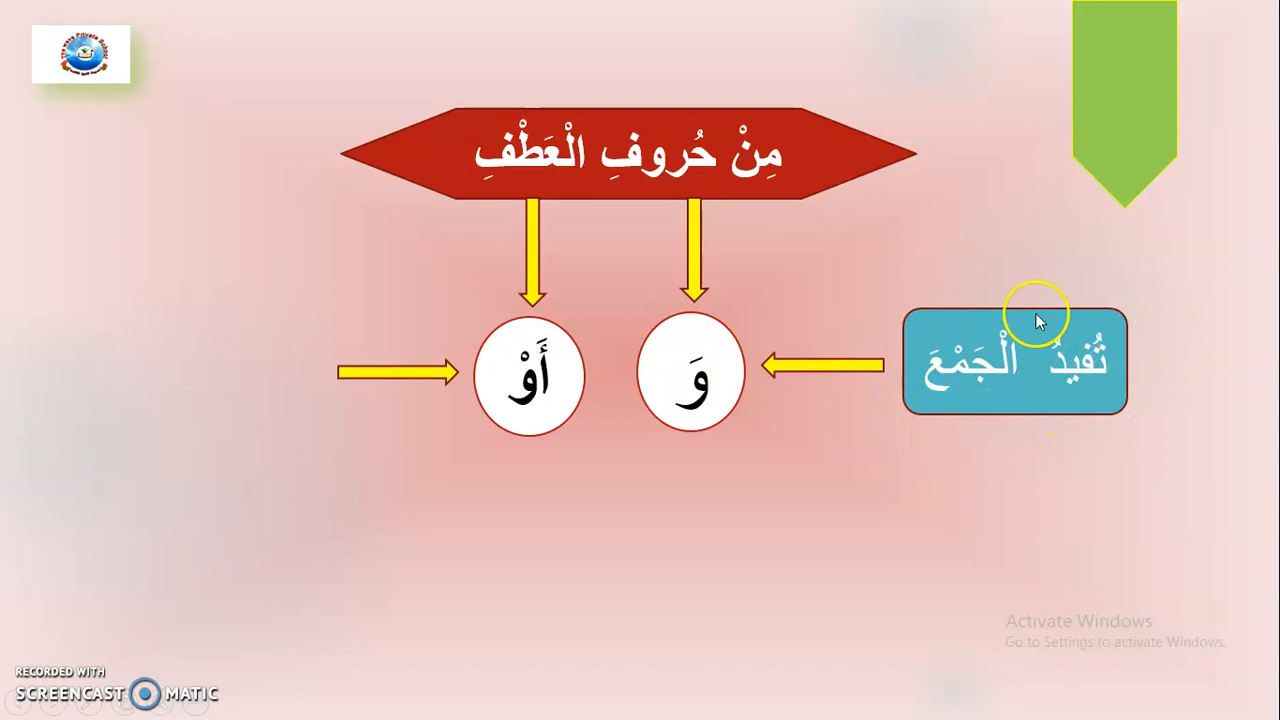 مِنْ حُروفِ الْعَطْفِ
وَ
أَوْ
تُفيدُ الْجَمْعَ
Activate Windows
Go to Settings to activate Windows.
RECORDED WITH
SCREENCAST MATIC